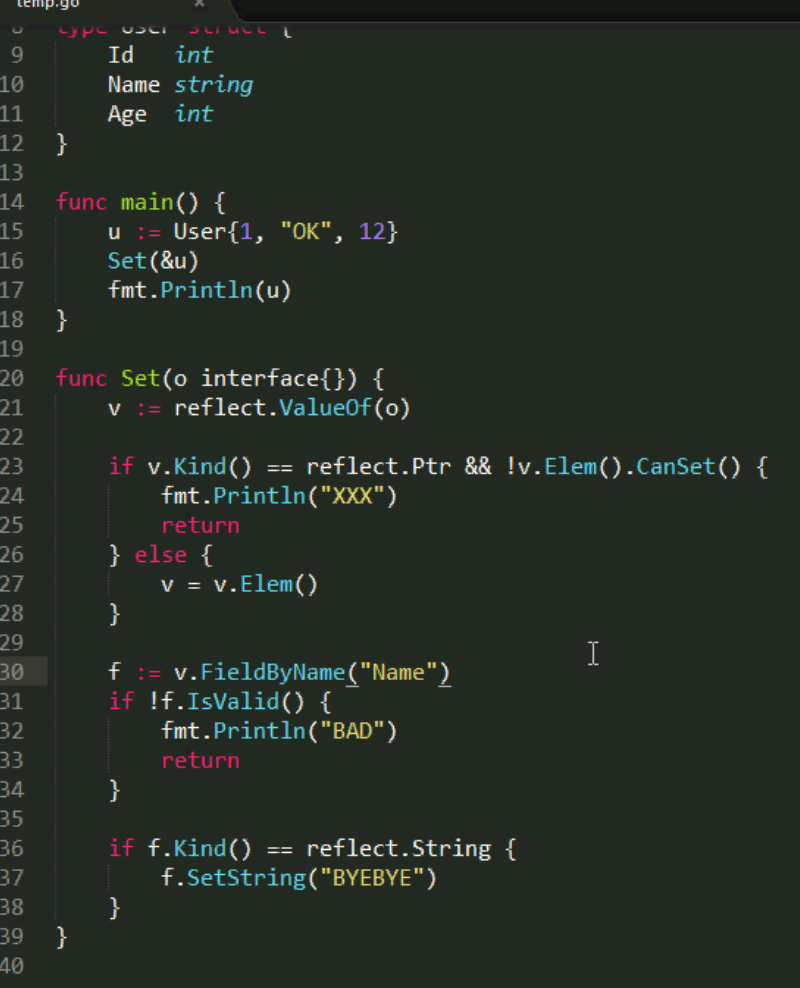 temp.go ×
8 type User struct {
9     Id   int
10     Name string
11     Age  int
12 }
13
14 func main() {
15     u := User{1, "OK", 12}
16     Set(&u)
17     fmt.Println(u)
18 }
19
20 func Set(o interface{}) {
21     v := reflect.ValueOf(o)
22
23     if v.Kind() == reflect.Ptr && !v.Elem().CanSet() {
24         fmt.Println("XXX")
25         return
26     } else {
27         v = v.Elem()
28     }
29
30     f := v.FieldByName("Name")
31     if !f.IsValid() {
32         fmt.Println("BAD")
33         return
34     }
35
36     if f.Kind() == reflect.String {
37         f.SetString("BYEBYE")
38     }
39 }
40